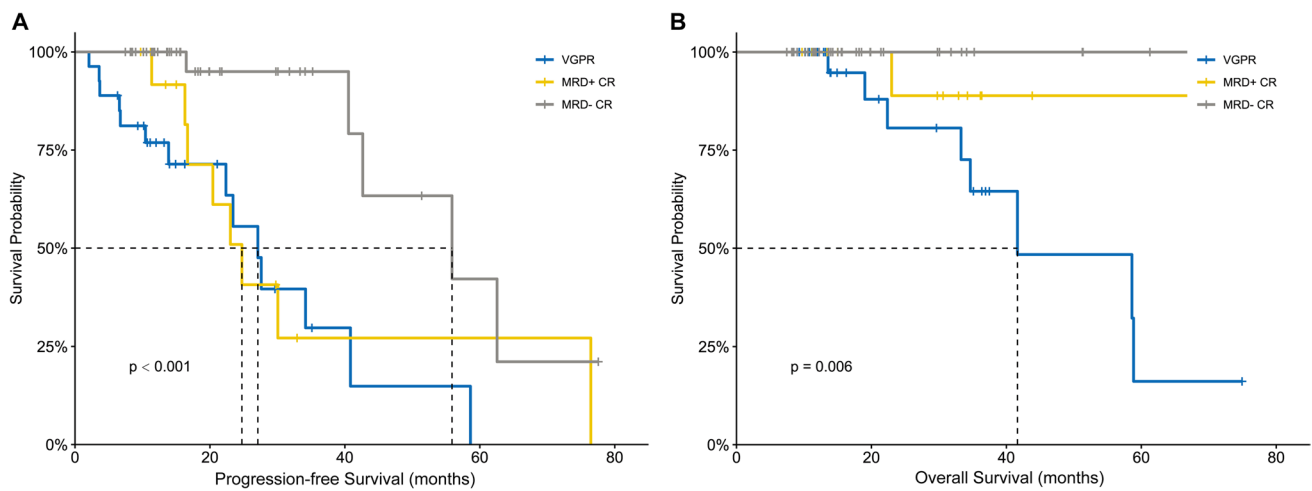 A
100%
75%
50%
25%
0%
Survival Probability
VGPR
MRD+ CR
MRD- CR
p < 0.001
0
20
40
60
80
Progression-free Survival (months)
B
100%
75%
50%
25%
0%
Survival Probability
VGPR
MRD+ CR
MRD- CR
p = 0.006
0
20
40
60
80
Overall Survival (months)